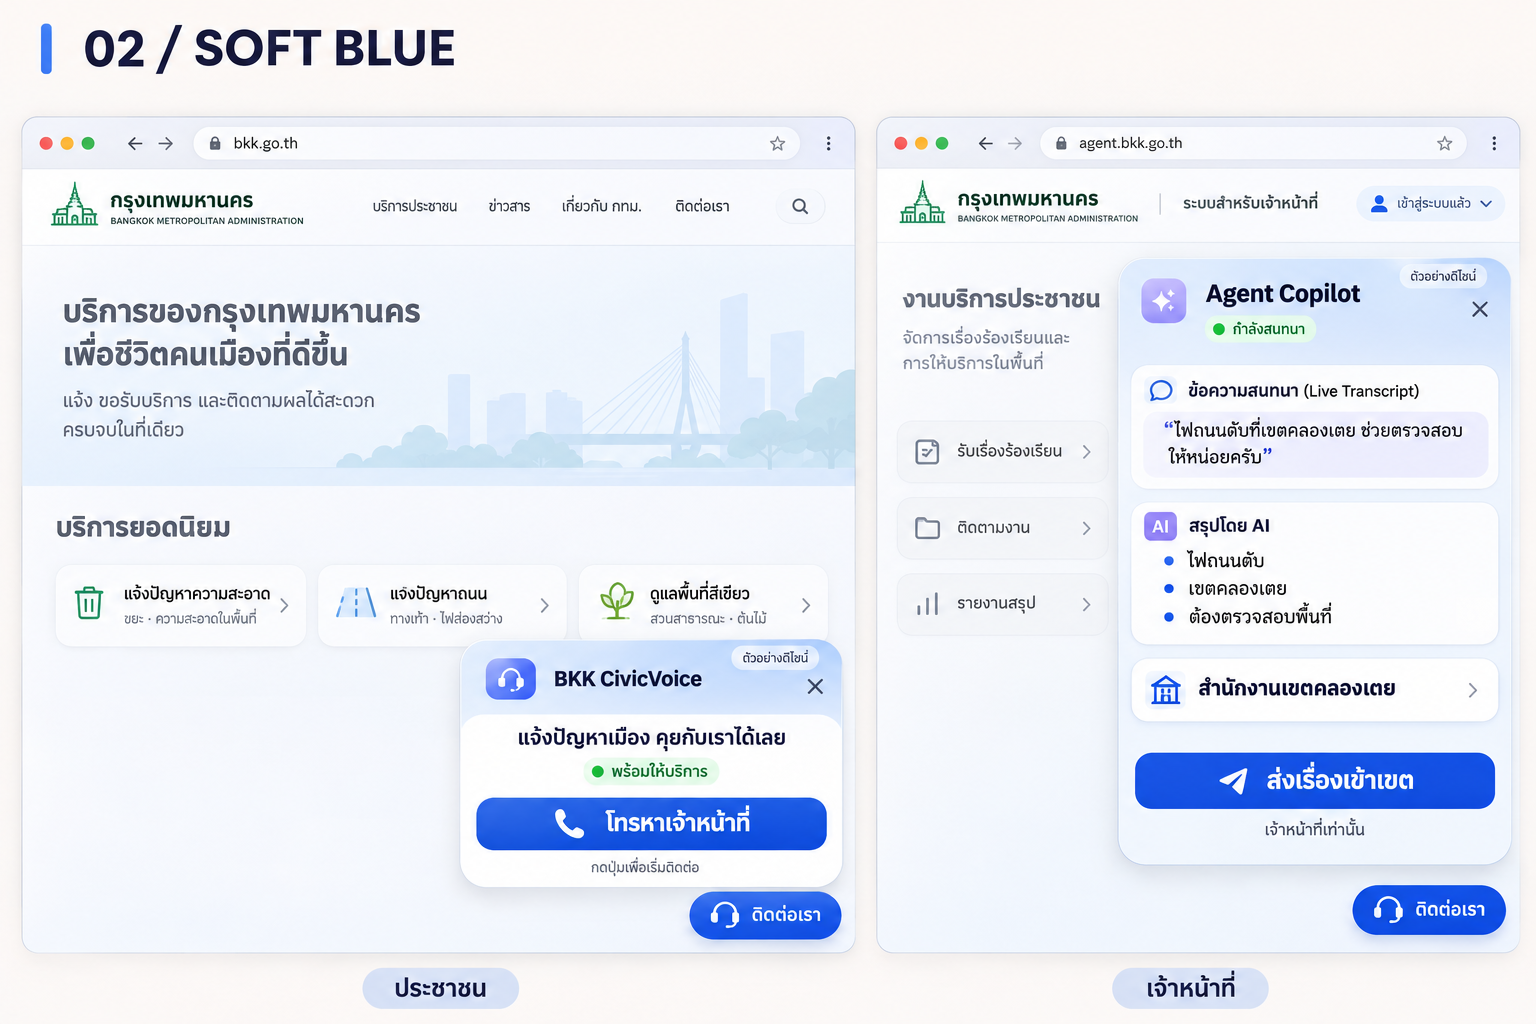 02 / SOFT BLUE
bkk.go.th
กรุงเทพมหานคร
BANGKOK METROPOLITAN ADMINISTRATION
บริการประชาชน
ข่าวสาร
เกี่ยวกับ กทม.
ติดต่อเรา
บริการของกรุงเทพมหานคร
เพื่อชีวิตคนเมืองที่ดีขึ้น
แจ้ง ขอรับบริการ และติดตามผลได้สะดวก
ครบจบในที่เดียว
บริการยอดนิยม
แจ้งปัญหาความสะอาด
ขยะ · ความสะอาดในพื้นที่
แจ้งปัญหาถนน
ทางเท้า · ไฟส่องสว่าง
ดูแลพื้นที่สีเขียว
สวนสาธารณะ · ต้นไม้
ตัวอย่างดีไซน์
BKK CivicVoice
แจ้งปัญหาเมือง คุยกับเราได้เลย
พร้อมให้บริการ
โทรหาเจ้าหน้าที่
กดปุ่มเพื่อเริ่มติดต่อ
ติดต่อเรา
ประชาชน
agent.bkk.go.th
กรุงเทพมหานคร
BANGKOK METROPOLITAN ADMINISTRATION
ระบบสำหรับเจ้าหน้าที่
เข้าสู่ระบบแล้ว
งานบริการประชาชน
จัดการเรื่องร้องเรียนและ
การให้บริการในพื้นที่
รับเรื่องร้องเรียน
ติดตามงาน
รายงานสรุป
ตัวอย่างดีไซน์
Agent Copilot
กำลังสนทนา
ข้อความสนทนา (Live Transcript)
“ไฟถนนดับที่เขตคลองเตย ช่วยตรวจสอบ
ให้หน่อยครับ”
AI สรุปโดย AI
ไฟถนนดับ
เขตคลองเตย
ต้องตรวจสอบพื้นที่
สำนักงานเขตคลองเตย
ส่งเรื่องเข้าเขต
เจ้าหน้าที่เท่านั้น
ติดต่อเรา
เจ้าหน้าที่